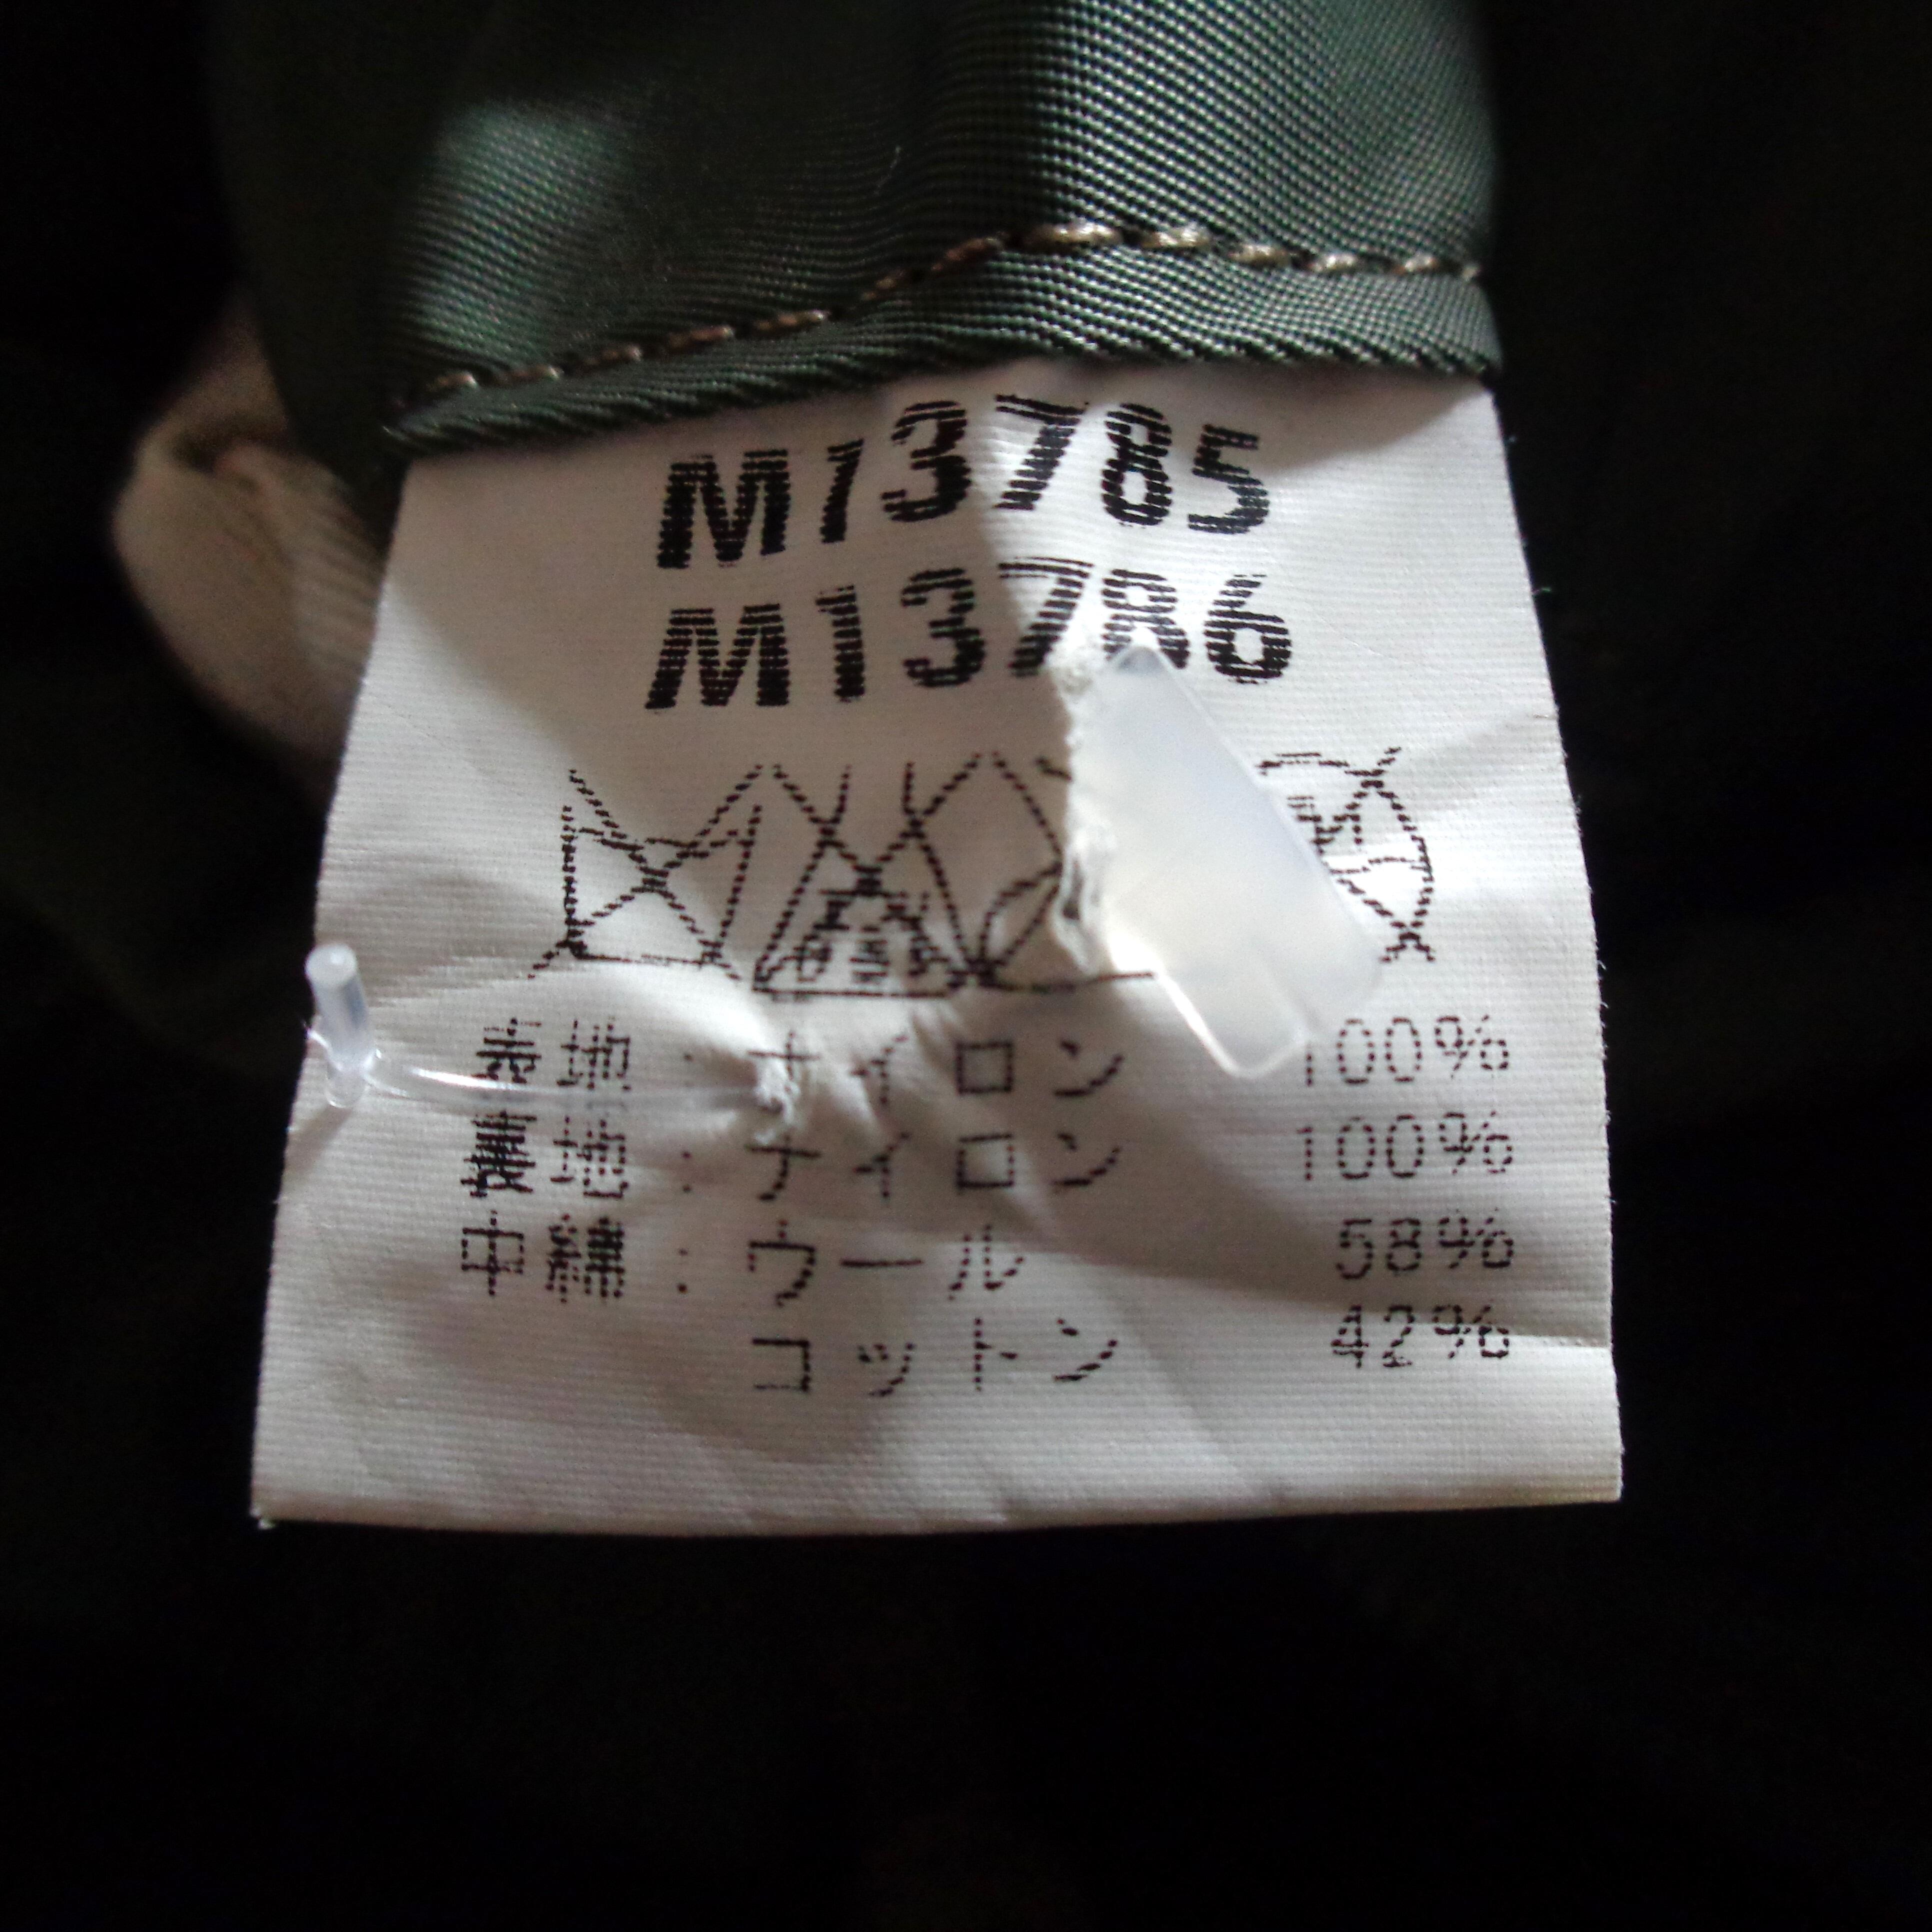 M13785
M13786
表地：ナイロン 100%
裏地：ナイロン 100%
中綿：ウール 58%
コットン 42%